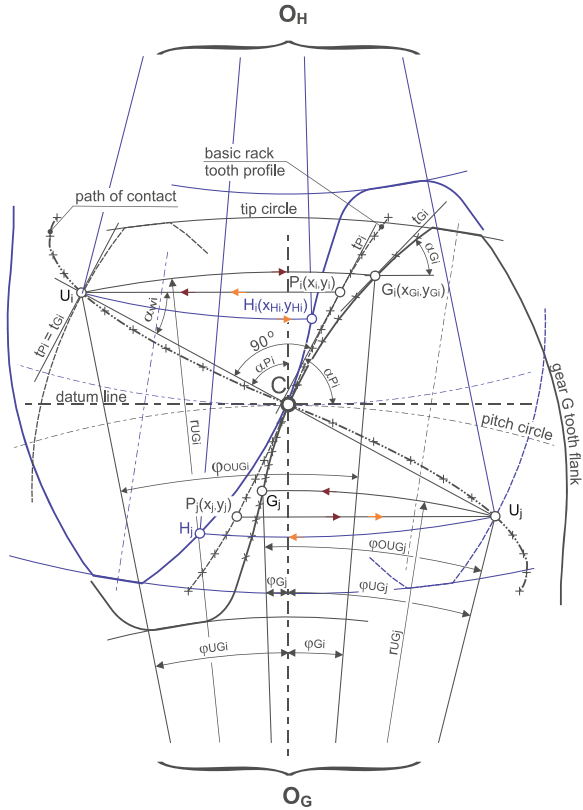 O_H
basic rack
tooth profile
path of contact
tip circle
t_Pi
t_Gi
α_Gi
U_i
P_i(x_i,y_i)
G_i(x_Gi,y_Gi)
H_i(x_Hi,y_Hi)
α_wi
t_Pi = t_Gi
90°
α_Pi
α_Pi
C
datum line
pitch circle
gear G tooth flank
r_UGi
φ_OUGi
P_j(x_j,y_j)
G_j
U_j
H_j
φ_OUGj
φ_Gj
φ_UGj
r_UGj
φ_UGi
φ_Gi
O_G